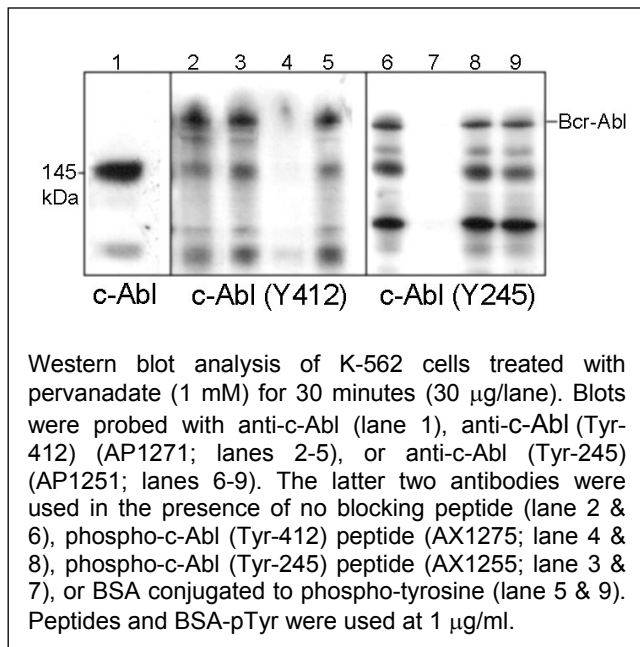 1 2 3 4 5 6 7 8 9
Bcr-Abl
145
kDa
c-Abl c-Abl (Y412) c-Abl (Y245)
Western blot analysis of K-562 cells treated with
pervanadate (1 mM) for 30 minutes (30 μg/lane). Blots
were probed with anti-c-Abl (lane 1), anti-c-Abl (Tyr-
412) (AP1271; lanes 2-5), or anti-c-Abl (Tyr-245)
(AP1251; lanes 6-9). The latter two antibodies were
used in the presence of no blocking peptide (lane 2 &
6), phospho-c-Abl (Tyr-412) peptide (AX1275; lane 4 &
8), phospho-c-Abl (Tyr-245) peptide (AX1255; lane 3 &
7), or BSA conjugated to phospho-tyrosine (lane 5 & 9).
Peptides and BSA-pTyr were used at 1 μg/ml.